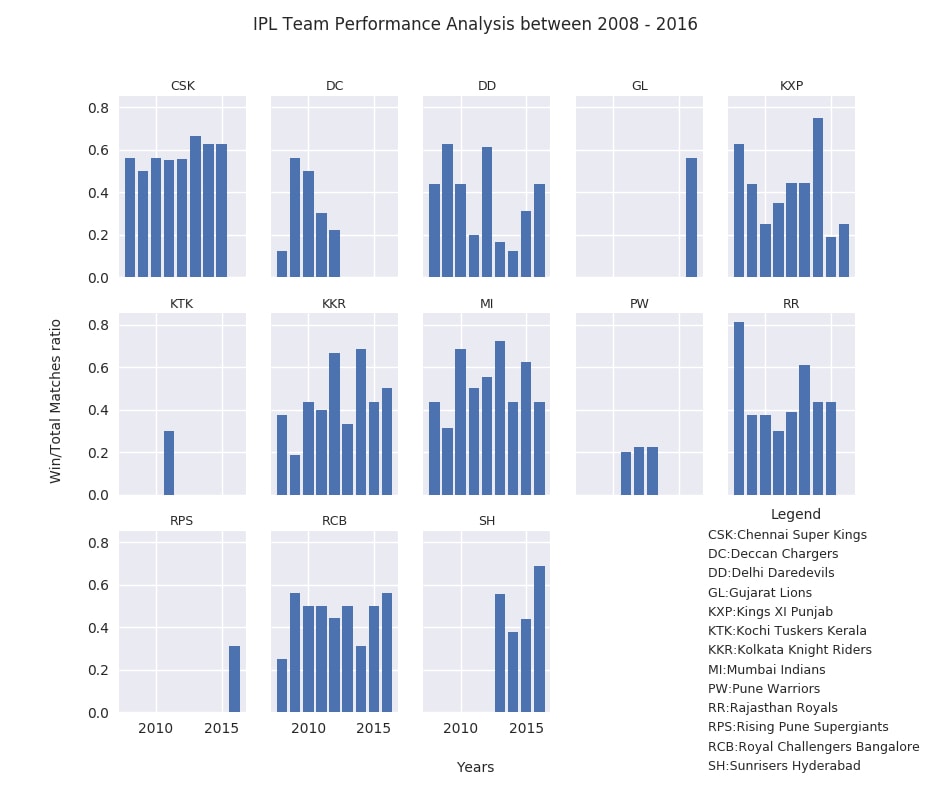 IPL Team Performance Analysis between 2008 - 2016
CSK DC DD GL KXP
0.8
0.6
0.4
0.2
0.0
KTK KKR MI PW RR
0.8
0.6
0.4
0.2
0.0
Win/Total Matches ratio
RPS RCB SH
0.8
0.6
0.4
0.2
0.0
2010 2015 2010 2015 2010 2015
Years
Legend
CSK:Chennai Super Kings
DC:Deccan Chargers
DD:Delhi Daredevils
GL:Gujarat Lions
KXP:Kings XI Punjab
KTK:Kochi Tuskers Kerala
KKR:Kolkata Knight Riders
MI:Mumbai Indians
PW:Pune Warriors
RR:Rajasthan Royals
RPS:Rising Pune Supergiants
RCB:Royal Challengers Bangalore
SH:Sunrisers Hyderabad